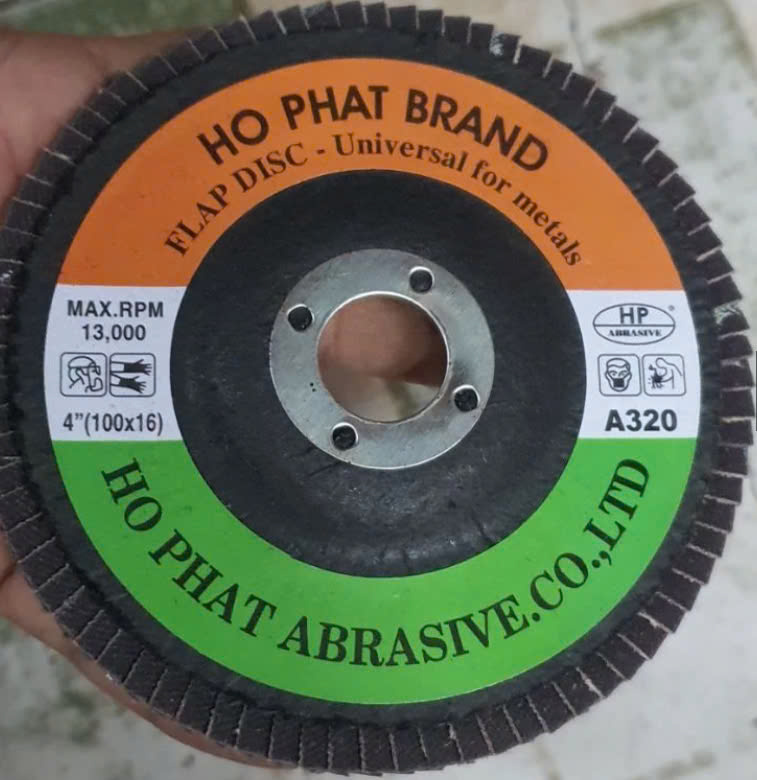 HO PHAT BRAND
FLAP DISC - Universal for metals
MAX.RPM
13,000
4"(100x16)
HP®
ABRASIVE
A320
HO PHAT ABRASIVE.CO.,LTD